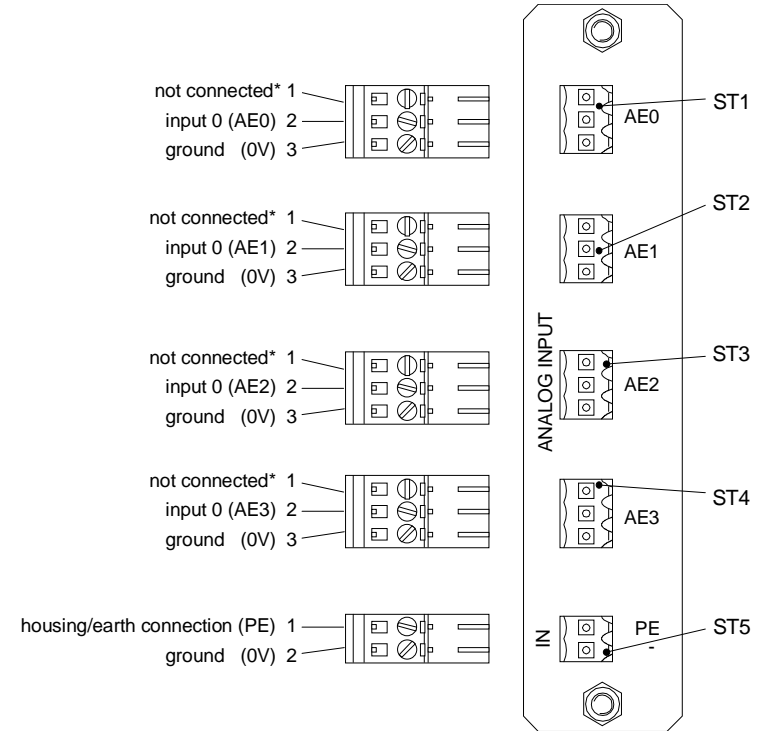 not connected* 1
input 0 (AE0) 2
ground (0V) 3
AE0
ST1
not connected* 1
input 0 (AE1) 2
ground (0V) 3
AE1
ST2
not connected* 1
input 0 (AE2) 2
ground (0V) 3
ANALOG INPUT
AE2
ST3
not connected* 1
input 0 (AE3) 2
ground (0V) 3
AE3
ST4
housing/earth connection (PE) 1
ground (0V) 2
IN
PE
-
ST5